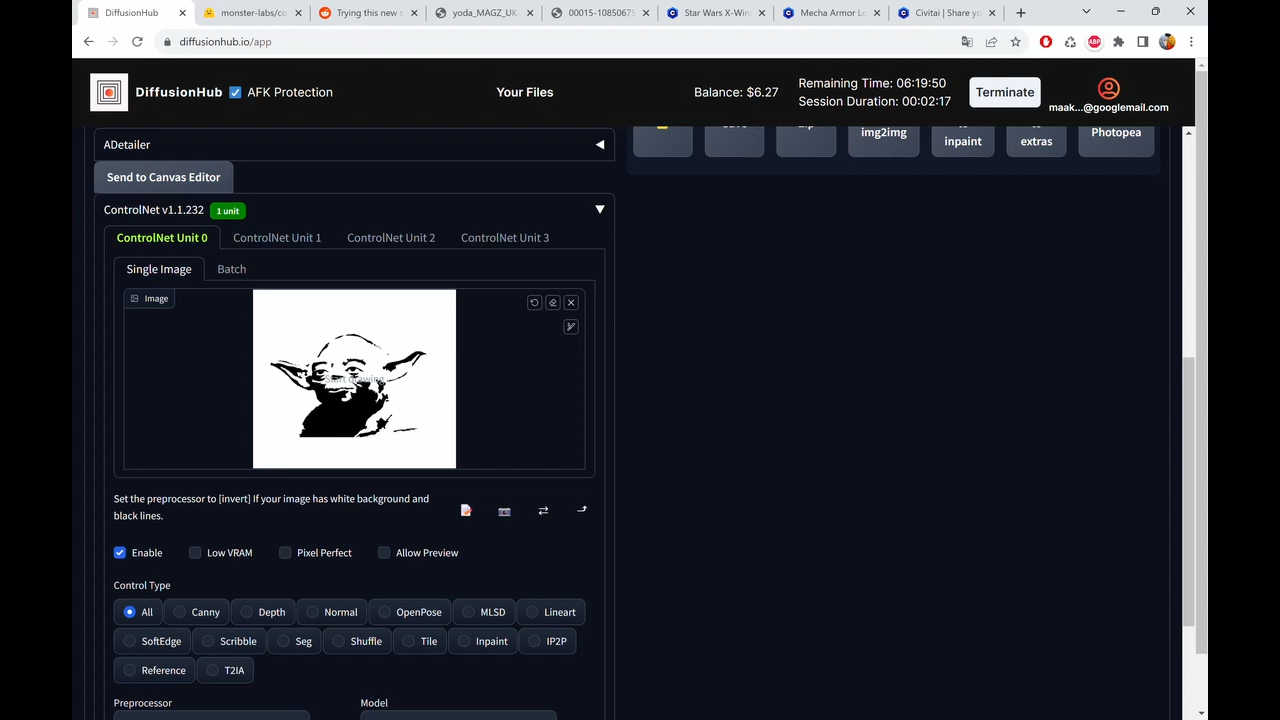 DiffusionHub
monster-labs/co
Trying this new s
yoda_MAGZ_U
00015-10850675
Star Wars X-Win
Mecha Armor Lo
Civitai | Share yo
diffusionhub.io/app
DiffusionHub
AFK Protection
Your Files
Balance: $6.27
Remaining Time: 06:19:50
Session Duration: 00:02:17
Terminate
maak...@googlemail.com
img2img
inpaint
extras
Photopea
ADetailer
Send to Canvas Editor
ControlNet v1.1.232
1 unit
ControlNet Unit 0
ControlNet Unit 1
ControlNet Unit 2
ControlNet Unit 3
Single Image
Batch
Image
Start drawing
Set the preprocessor to [invert] If your image has white background and
black lines.
Enable
Low VRAM
Pixel Perfect
Allow Preview
Control Type
All
Canny
Depth
Normal
OpenPose
MLSD
Lineart
SoftEdge
Scribble
Seg
Shuffle
Tile
Inpaint
IP2P
Reference
T2IA
Preprocessor
Model